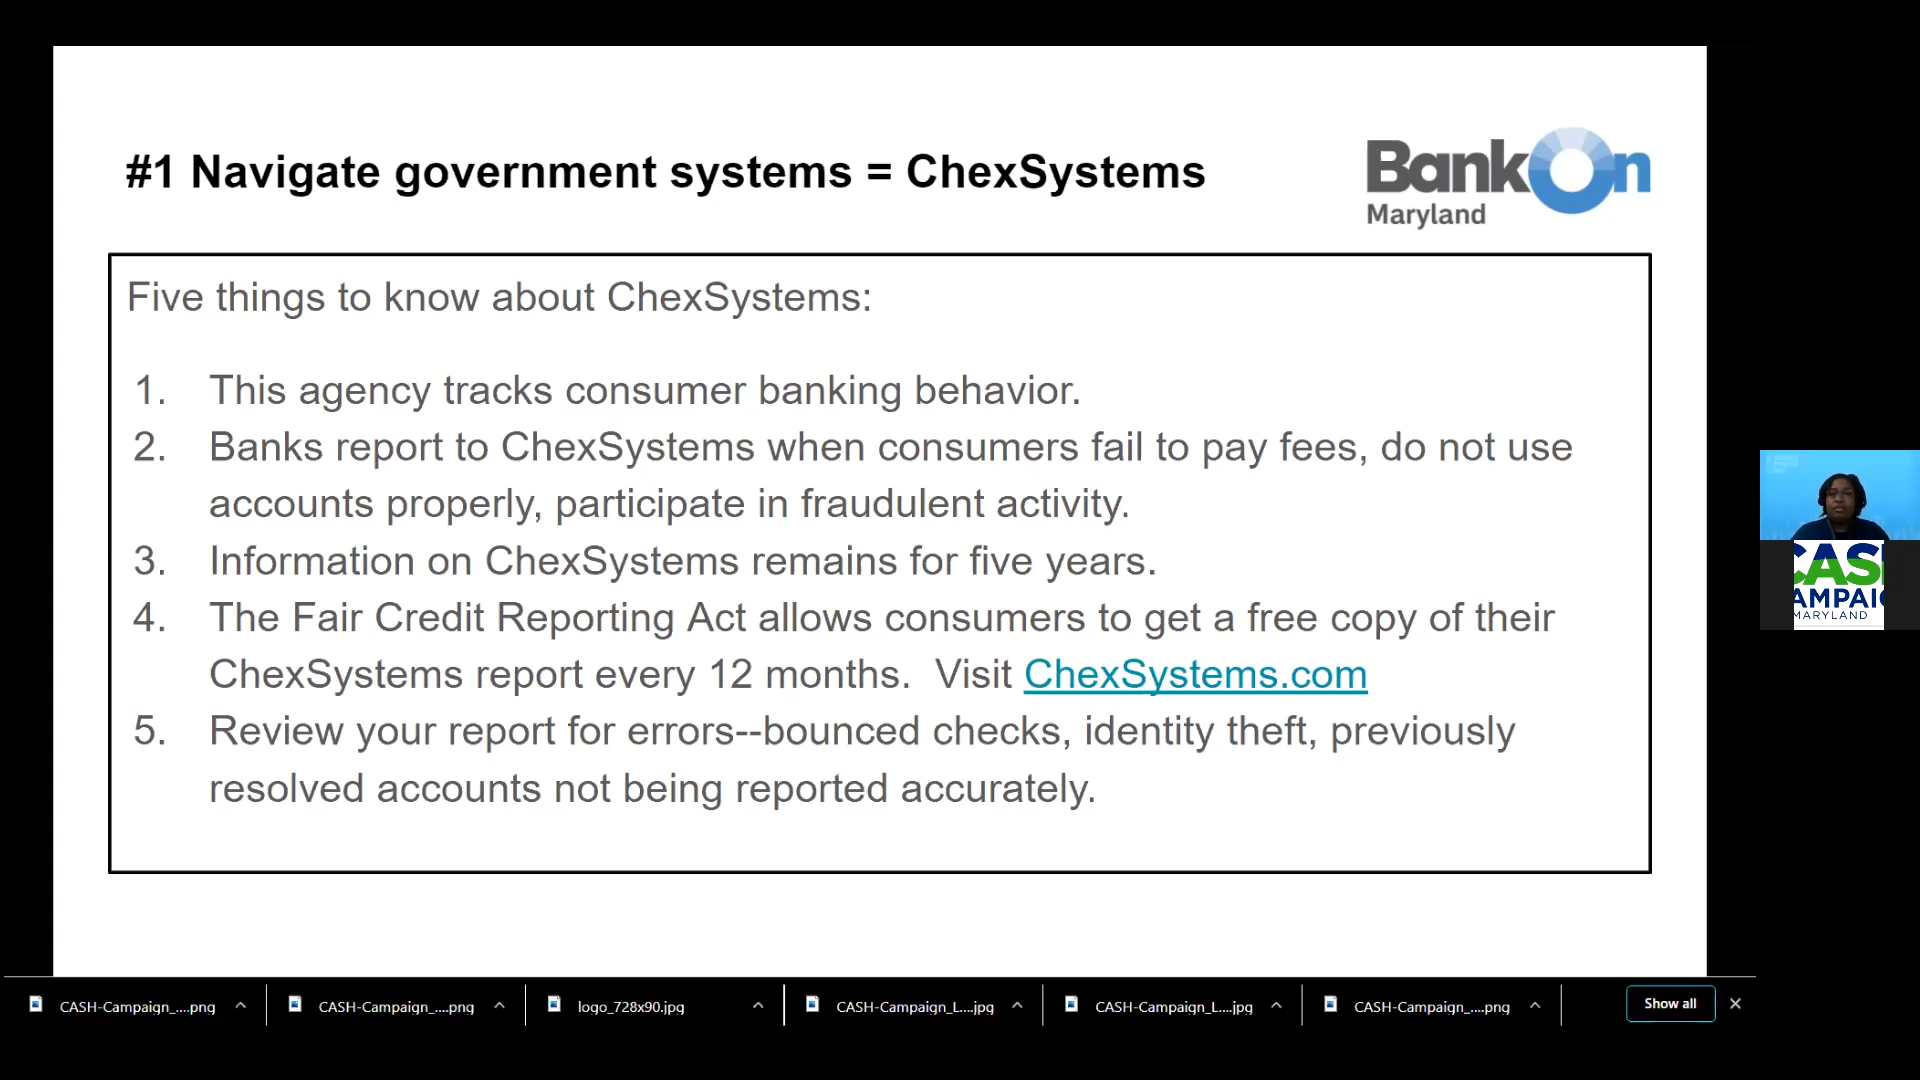 #1 Navigate government systems = ChexSystems
BankOn
Maryland
Five things to know about ChexSystems:
1. This agency tracks consumer banking behavior.
2. Banks report to ChexSystems when consumers fail to pay fees, do not use
accounts properly, participate in fraudulent activity.
3. Information on ChexSystems remains for five years.
4. The Fair Credit Reporting Act allows consumers to get a free copy of their
ChexSystems report every 12 months.  Visit ChexSystems.com
5. Review your report for errors--bounced checks, identity theft, previously
resolved accounts not being reported accurately.
CAS
AMPAI
MARYLAND
CASH-Campaign_....png
CASH-Campaign_....png
logo_728x90.jpg
CASH-Campaign_L....jpg
CASH-Campaign_L....jpg
CASH-Campaign_....png
Show all